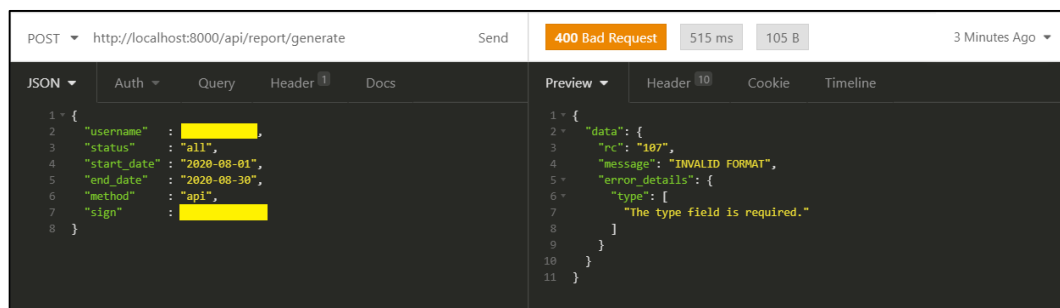 POST http://localhost:8000/api/report/generate Send 400 Bad Request 515 ms 105 B 3 Minutes Ago
JSON Auth Query Header 1 Docs Preview Header 10 Cookie Timeline
1 {
2 "username" : ,
3 "status" : "all",
4 "start_date" : "2020-08-01",
5 "end_date" : "2020-08-30",
6 "method" : "api",
7 "sign" :
8 }
1 {
2 "data": {
3 "rc": "107",
4 "message": "INVALID FORMAT",
5 "error_details": {
6 "type": [
7 "The type field is required."
8 ]
9 }
10 }
11 }